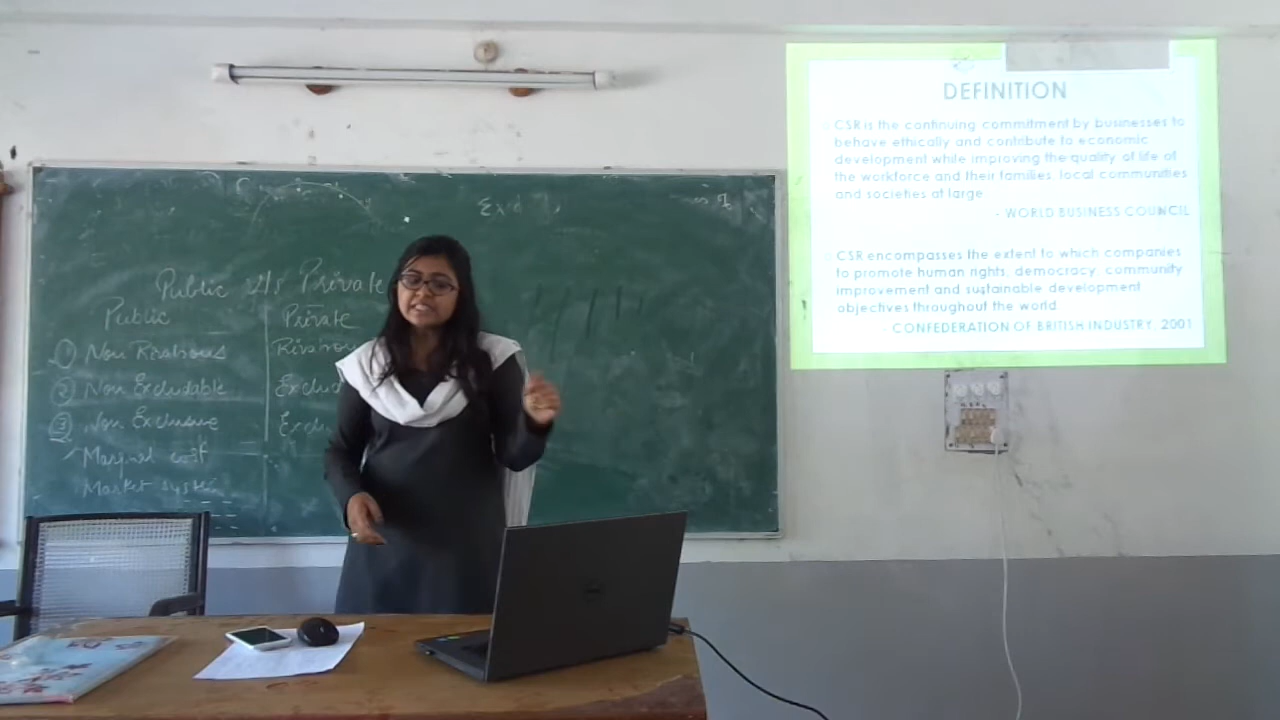 Public V/s Private
Public
Private
① Non Rivalrous
Rivalrou
② Non Excludable
Exclud
③ Non Exclusive
Exclu
Marginal cost
Market system
DEFINITION
CSR is the continuing commitment by businesses to
behave ethically and contribute to economic
development while improving the quality of life of
the workforce and their families, local communities
and societies at large
- WORLD BUSINESS COUNCIL
CSR encompasses the extent to which companies
to promote human rights, democracy, community
improvement and sustainable development
objectives throughout the world.
- CONFEDERATION OF BRITISH INDUSTRY, 2001